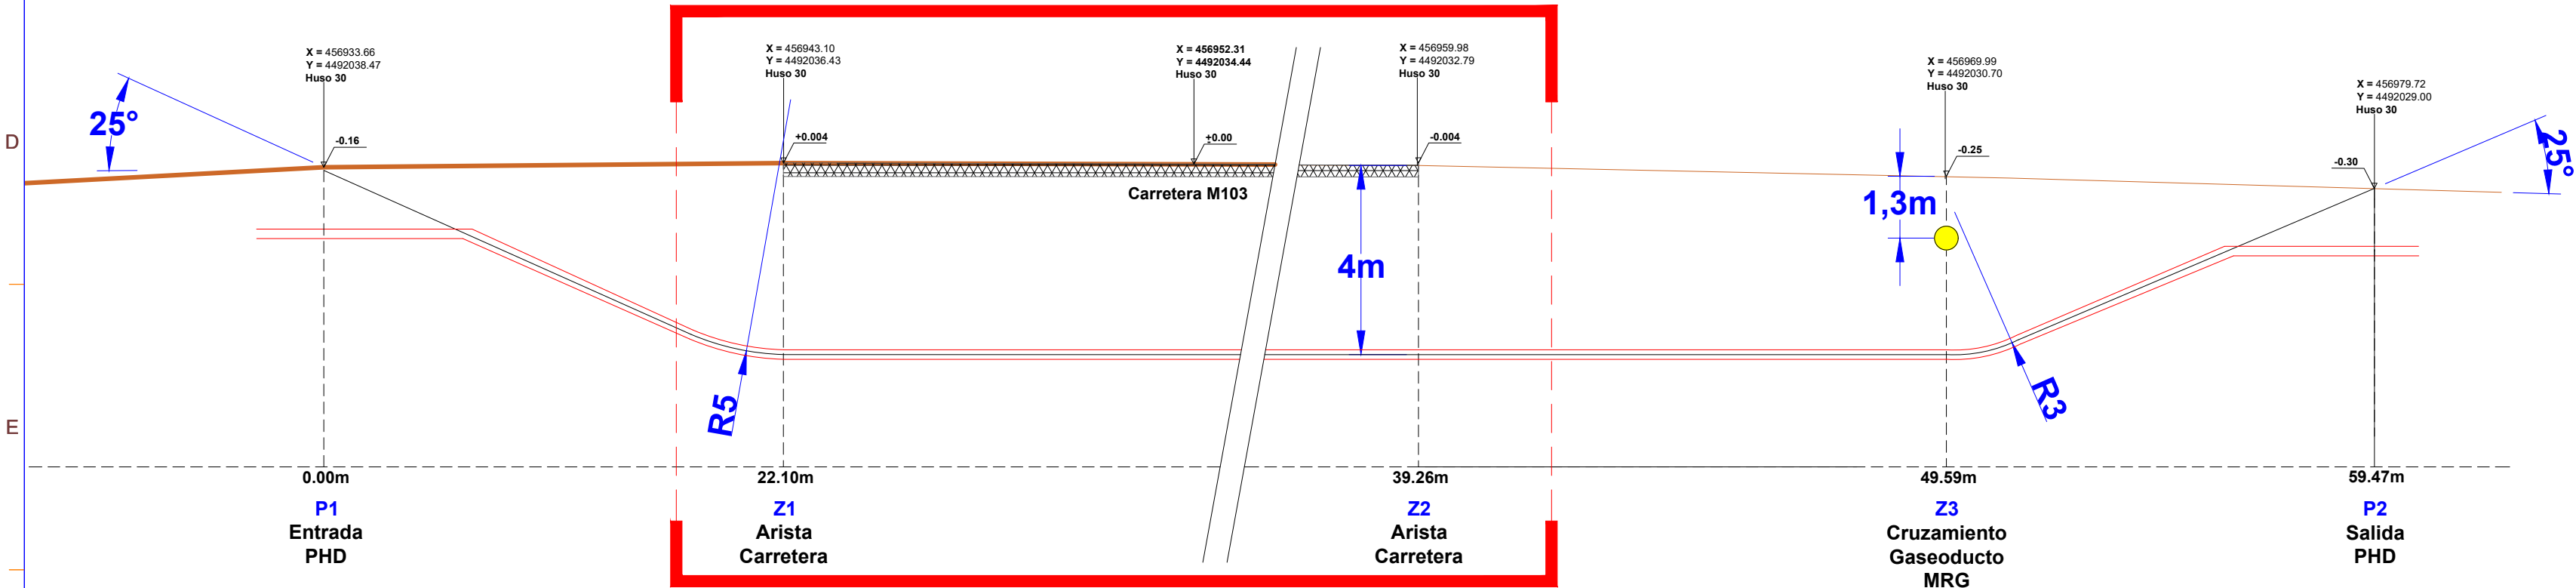 X = 456933.66
Y = 4492038.47
Huso 30
X = 456943.10
Y = 4492036.43
Huso 30
X = 456952.31
Y = 4492034.44
Huso 30
X = 456959.98
Y = 4492032.79
Huso 30
X = 456969.99
Y = 4492030.70
Huso 30
X = 456979.72
Y = 4492029.00
Huso 30
25°
25°
D
-0.16
+0.004
+0.00
-0.004
-0.25
-0.30
Carretera M103
1,3m
4m
R5
R3
E
0.00m
22.10m
39.26m
49.59m
59.47m
P1
Entrada
PHD
Z1
Arista
Carretera
Z2
Arista
Carretera
Z3
Cruzamiento
Gaseoducto
MRG
P2
Salida
PHD